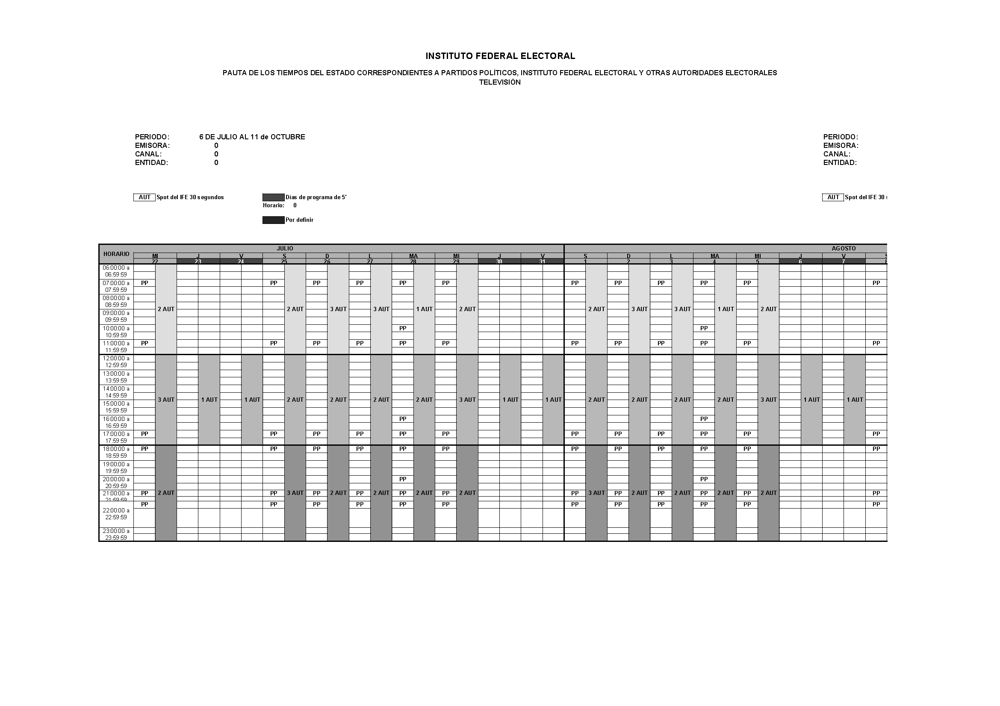 INSTITUTO FEDERAL ELECTORAL
PAUTA DE LOS TIEMPOS DEL ESTADO CORRESPONDIENTES A PARTIDOS POLÍTICOS, INSTITUTO FEDERAL ELECTORAL Y OTRAS AUTORIDADES ELECTORALES
TELEVISIÓN
PERIODO: 6 DE JULIO AL 11 de OCTUBRE PERIODO:
EMISORA: 0 EMISORA:
CANAL: 0 CANAL:
ENTIDAD: 0 ENTIDAD:
AUT Spot del IFE 30 segundos Días de programa de 5' AUT Spot del IFE 30
Horario: 0
Por definir
HORARIO JULIO AGOSTO
MI J V S D L MA MI J V S D L MA MI J V
22 23 24 25 26 27 28 29 30 31 1 2 3 4 5 6 7
06:00:00 a
06:59:59
07:00:00 a PP PP PP PP PP PP PP PP PP PP PP PP
07:59:59
08:00:00 a
08:59:59
2 AUT 2 AUT 3 AUT 3 AUT 1 AUT 2 AUT 2 AUT 3 AUT 3 AUT 1 AUT 2 AUT
09:00:00 a
09:59:59
10:00:00 a PP PP
10:59:59
11:00:00 a PP PP PP PP PP PP PP PP PP PP PP PP
11:59:59
12:00:00 a
12:59:59
13:00:00 a
13:59:59
14:00:00 a
14:59:59
3 AUT 1 AUT 1 AUT 2 AUT 2 AUT 2 AUT 2 AUT 3 AUT 1 AUT 1 AUT 2 AUT 2 AUT 2 AUT 2 AUT 3 AUT 1 AUT 1 AUT
15:00:00 a
15:59:59
16:00:00 a PP PP
16:59:59
17:00:00 a PP PP PP PP PP PP PP PP PP PP PP PP
17:59:59
18:00:00 a PP PP PP PP PP PP PP PP PP PP PP PP
18:59:59
19:00:00 a
19:59:59
20:00:00 a PP PP
20:59:59
21:00:00 a PP 2 AUT PP 3 AUT PP 2 AUT PP 2 AUT PP 2 AUT PP 2 AUT PP 3 AUT PP 2 AUT PP 2 AUT PP 2 AUT PP 2 AUT PP
21:59:59
PP PP PP PP PP PP PP PP PP PP PP PP
22:00:00 a
22:59:59
23:00:00 a
23:59:59